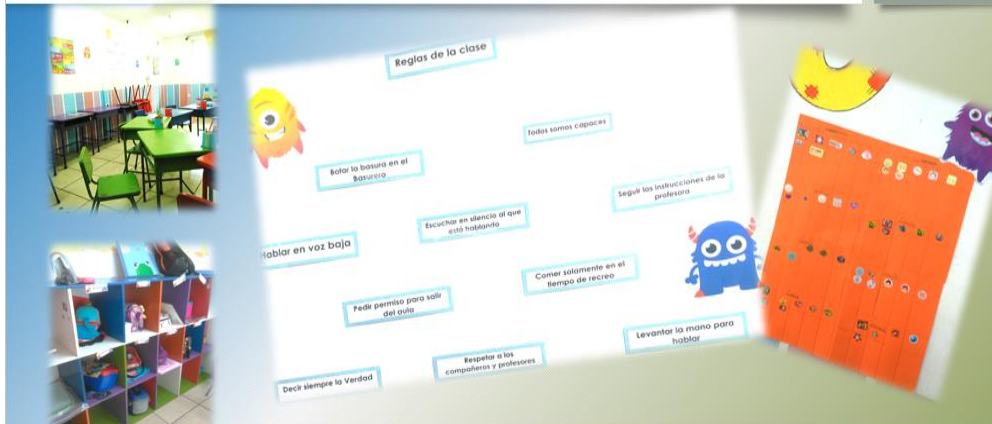 Reglas de la clase
Todos somos capaces
Botar la basura en el
Basurero
Seguir las instrucciones de la
profesora
Escuchar en silencio al que
está hablando
Hablar en voz baja
Comer solamente en el
tiempo de recreo
Pedir permiso para salir
del aula
Levantar la mano para
hablar
Respetar a los
compañeros y profesores
Decir siempre la Verdad